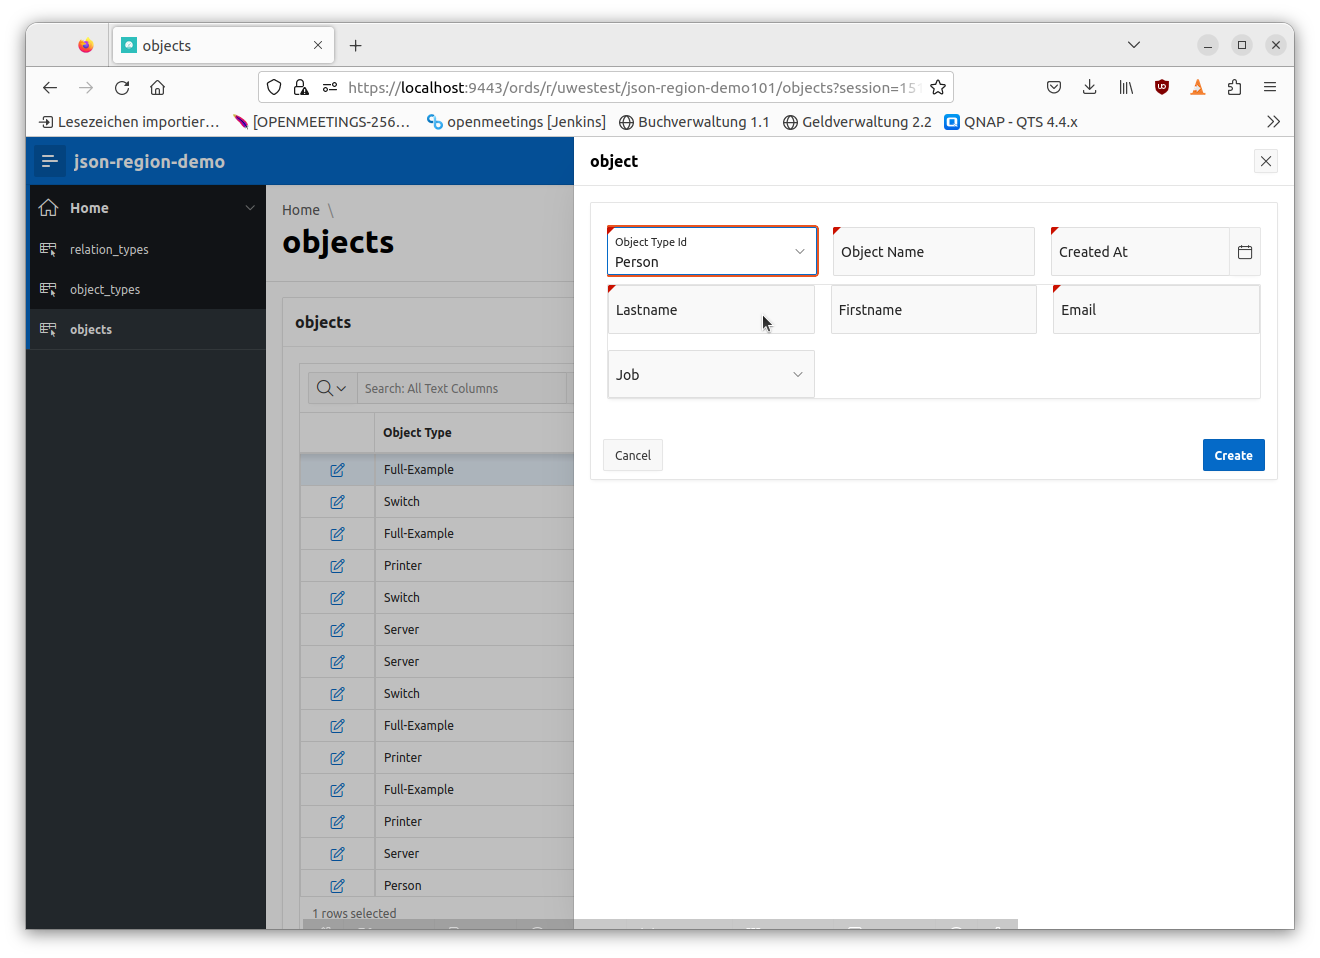 objects
https://localhost:9443/ords/r/uwestest/json-region-demo101/objects?session=151
Lesezeichen importier… [OPENMEETINGS-256… openmeetings [Jenkins] Buchverwaltung 1.1 Geldverwaltung 2.2 QNAP - QTS 4.4.x
json-region-demo
Home
relation_types
object_types
objects
Home \
objects
objects
Search: All Text Columns
Object Type
Full-Example
Switch
Full-Example
Printer
Switch
Server
Server
Switch
Full-Example
Printer
Full-Example
Printer
Server
Person
1 rows selected
object
Object Type Id
Person
Object Name
Created At
Lastname
Firstname
Email
Job
Cancel
Create